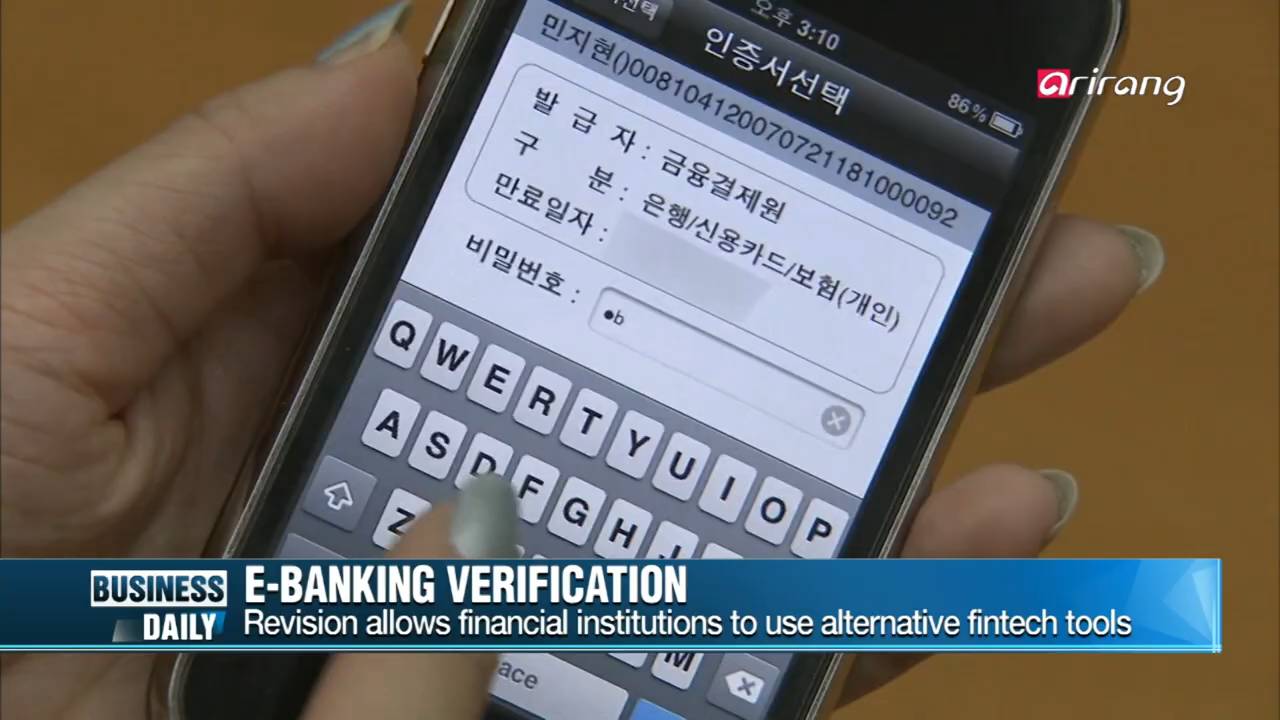 오후 3:10
86%
arirang
인증서선택
민지현()008104120070721181000092
발 급 자 : 금융결제원
구 분 : 은행/신용카드/보험(개인)
만료일자 :
비밀번호 : ●b
Q W E R T Y U I O P
A S D F G H J
Z M
BUSINESS DAILY
E-BANKING VERIFICATION
Revision allows financial institutions to use alternative fintech tools